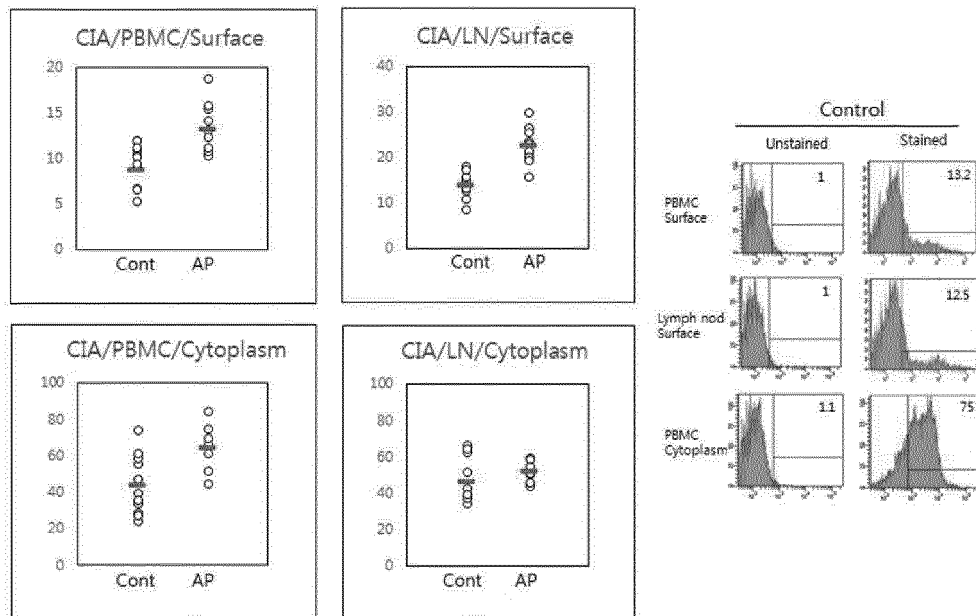 CIA/PBMC/Surface
20
15
10
5
0
Cont AP
CIA/LN/Surface
40
30
20
10
0
Cont AP
CIA/PBMC/Cytoplasm
100
80
60
40
20
0
Cont AP
CIA/LN/Cytoplasm
100
80
60
40
20
0
Cont AP
Control
Unstained Stained
PBMC
Surface
1
13.2
Lymph nod
Surface
1
12.5
PBMC
Cytoplasm
1.1
75